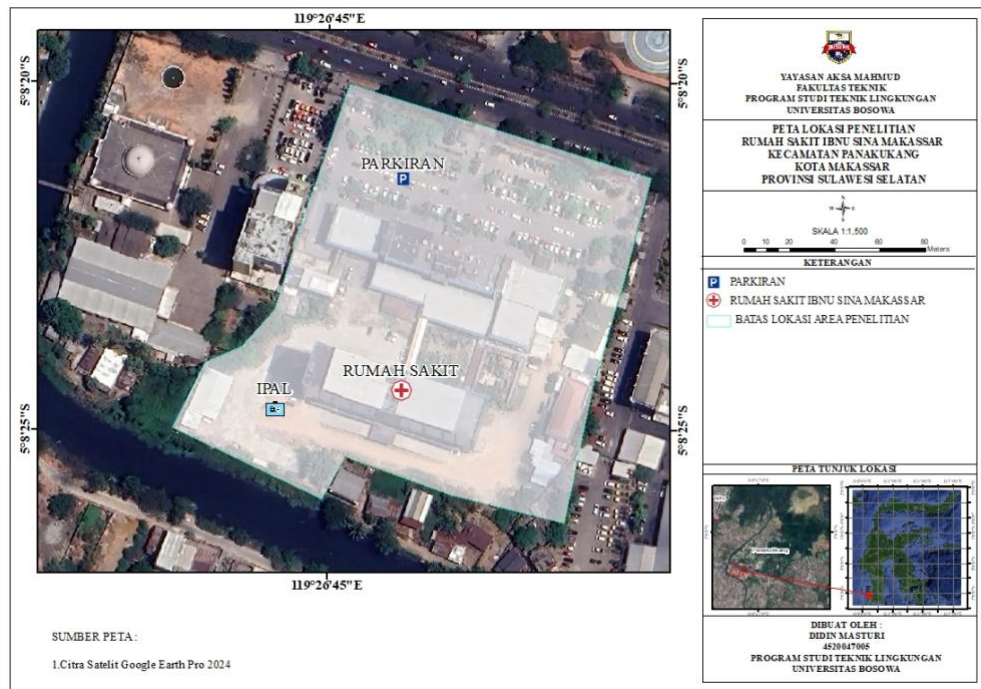 119°26'45"E
5°8'20"S
5°8'20"S
PARKIRAN
P
RUMAH SAKIT
IPAL
5°8'25"S
5°8'25"S
119°26'45"E
SUMBER PETA :
1.Citra Satelit Google Earth Pro 2024
YAYASAN AKSA MAHMUD
FAKULTAS TEKNIK
PROGRAM STUDI TEKNIK LINGKUNGAN
UNIVERSITAS BOSOWA
PETA LOKASI PENELITIAN
RUMAH SAKIT IBNU SINA MAKASSAR
KECAMATAN PANAKUKANG
KOTA MAKASSAR
PROVINSI SULAWESI SELATAN
SKALA 1:1,500
0 10 20 40 60 80
Meters
KETERANGAN
P PARKIRAN
RUMAH SAKIT IBNU SINA MAKASSAR
BATAS LOKASI AREA PENELITIAN
PETA TUNJUK LOKASI
DIBUAT OLEH :
DIDIN MASTURI
4520047005
PROGRAM STUDI TEKNIK LINGKUNGAN
UNIVERSITAS BOSOWA